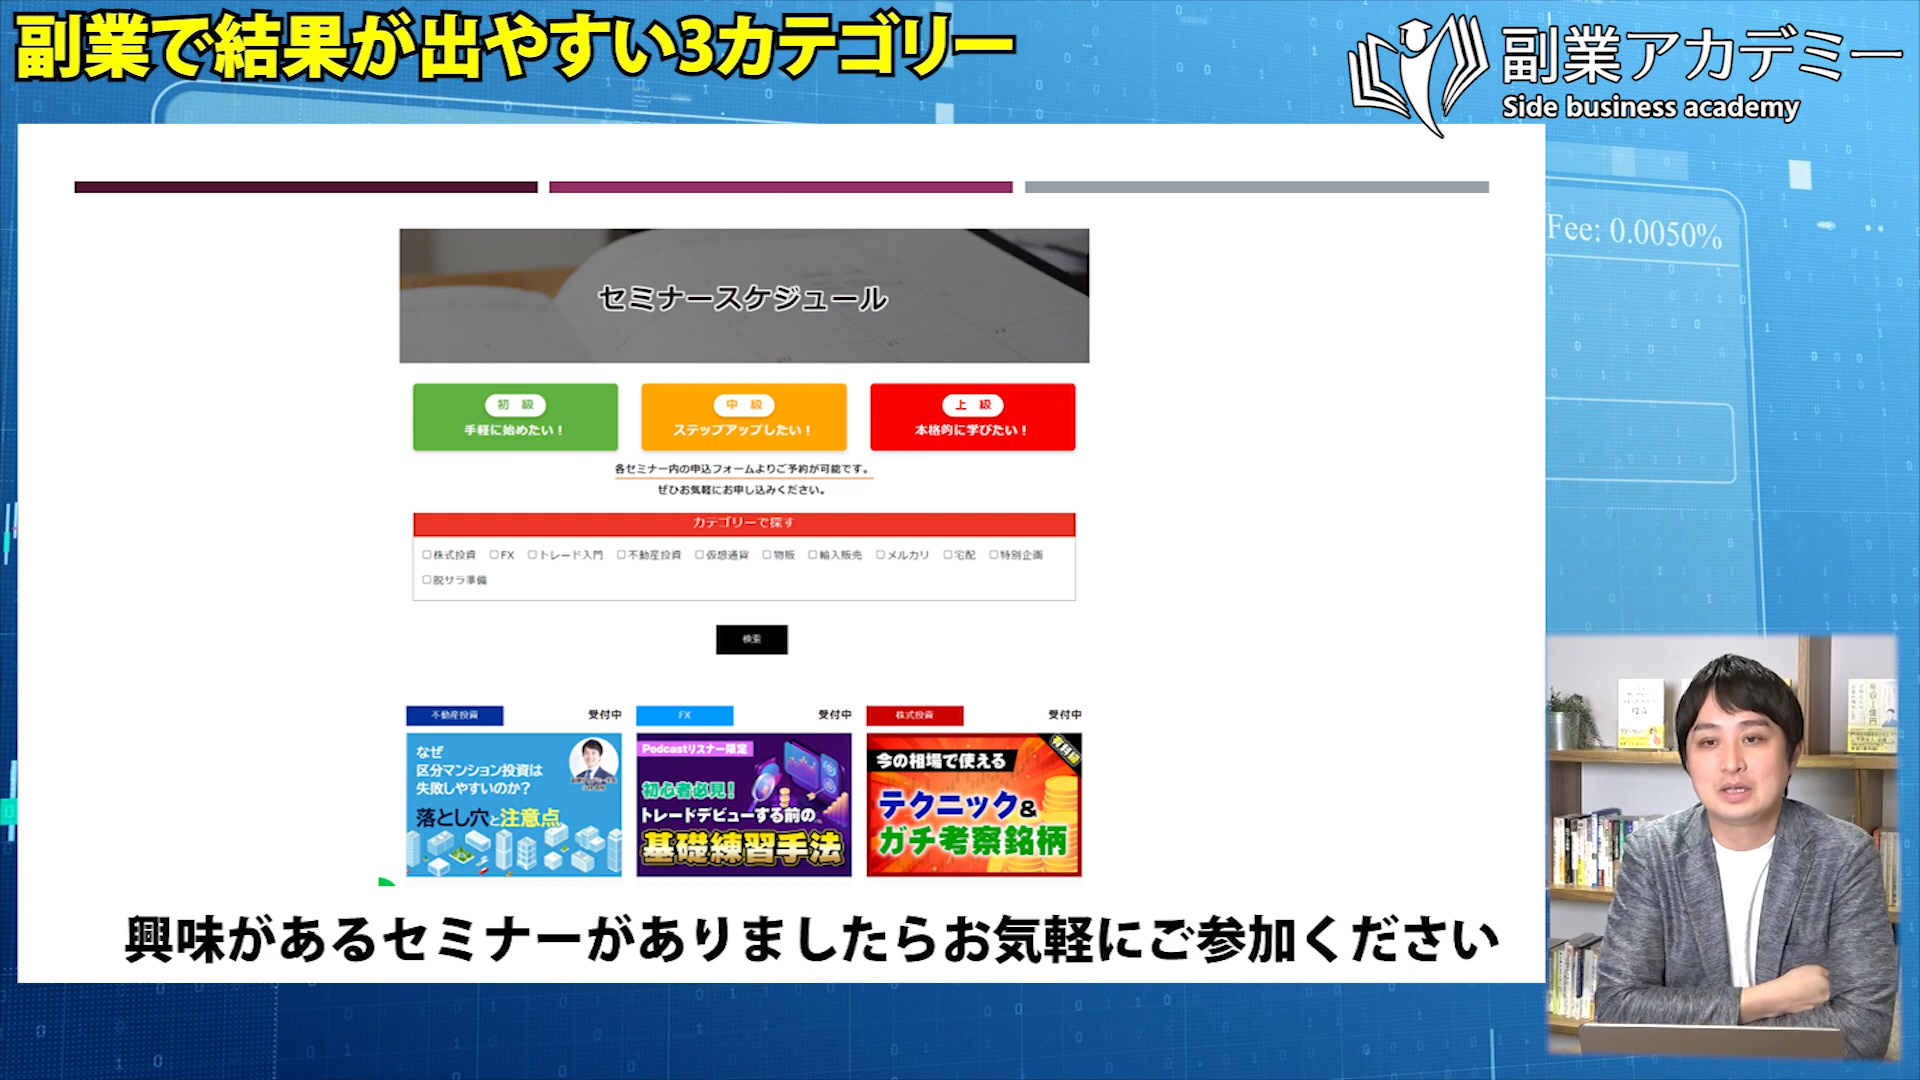 副業で結果が出やすい3カテゴリー
副業アカデミー
Side business academy
Fee: 0.0050%
セミナースケジュール
初 級
手軽に始めたい！
中 級
ステップアップしたい！
上 級
本格的に学びたい！
各セミナー内の申込フォームよりご予約が可能です。
ぜひお気軽にお申し込みください。
カテゴリーで探す
株式投資 FX トレード入門 不動産投資 仮想通貨 物販 輸入販売 メルカリ 宅配 特別企画
脱サラ準備
検索
不動産投資 受付中
FX 受付中
株式投資 受付中
なぜ
区分マンション投資は
失敗しやすいのか？
落とし穴と注意点
Podcastリスナー限定
初心者必見！
トレードデビューする前の
基礎練習手法
有料級
今の相場で使える
テクニック&
ガチ考察銘柄
興味があるセミナーがありましたらお気軽にご参加ください